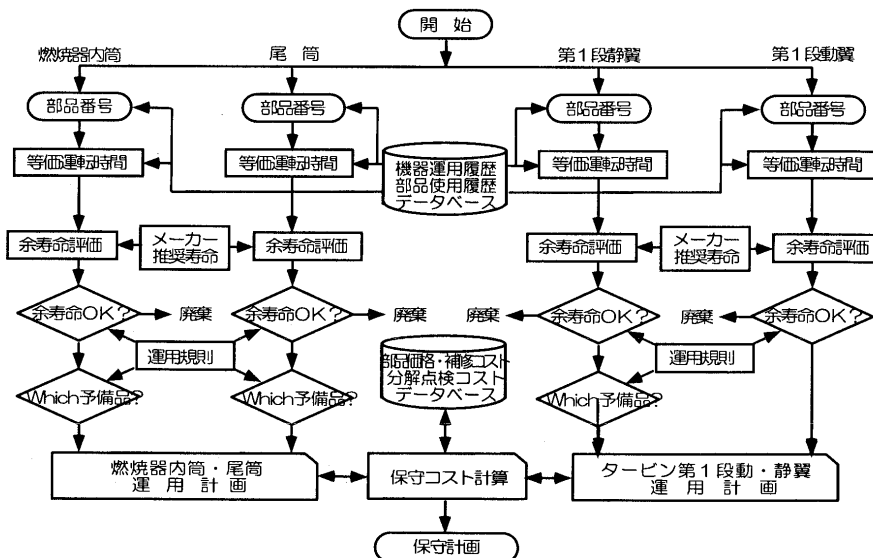 開 始
燃焼器内筒
尾 筒
第1段静翼
第1段動翼
部品番号
部品番号
部品番号
部品番号
等価運転時間
等価運転時間
機器運用履歴
部品使用履歴
データベース
等価運転時間
等価運転時間
余寿命評価
メーカー
推奨寿命
余寿命評価
余寿命評価
メーカー
推奨寿命
余寿命評価
余寿命OK?
廃棄
余寿命OK?
廃棄
廃棄
余寿命OK?
廃棄
余寿命OK?
運用規則
部品価格・補修コスト
分解点検コスト
データベース
運用規則
Which予備品?
Which予備品?
Which予備品?
燃焼器内筒・尾筒
運 用 計 画
保守コスト計算
タービン第1段動・静翼
運 用 計 画
保守計画